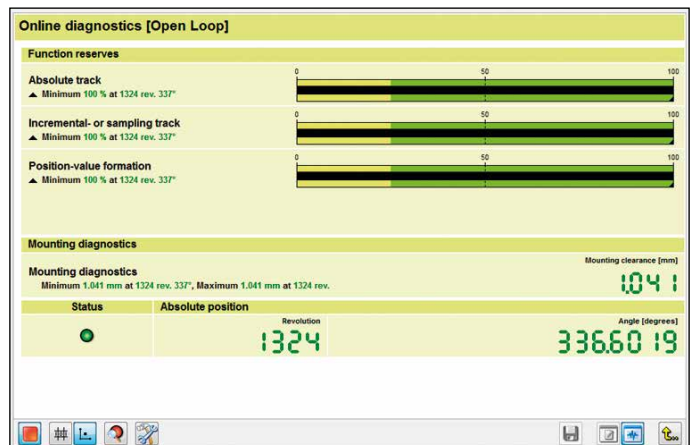 Online diagnostics [Open Loop]
Function reserves
Absolute track
Minimum 100 % at 1324 rev. 337°
0 50 100
Incremental- or sampling track
Minimum 100 % at 1324 rev. 337°
0 50 100
Position-value formation
Minimum 100 % at 1324 rev. 337°
0 50 100
Mounting diagnostics
Mounting clearance [mm]
Mounting diagnostics
Minimum 1.041 mm at 1324 rev. 337°, Maximum 1.041 mm at 1324 rev.
1.041
Status Absolute position
Revolution Angle [degrees]
1324 336.6019